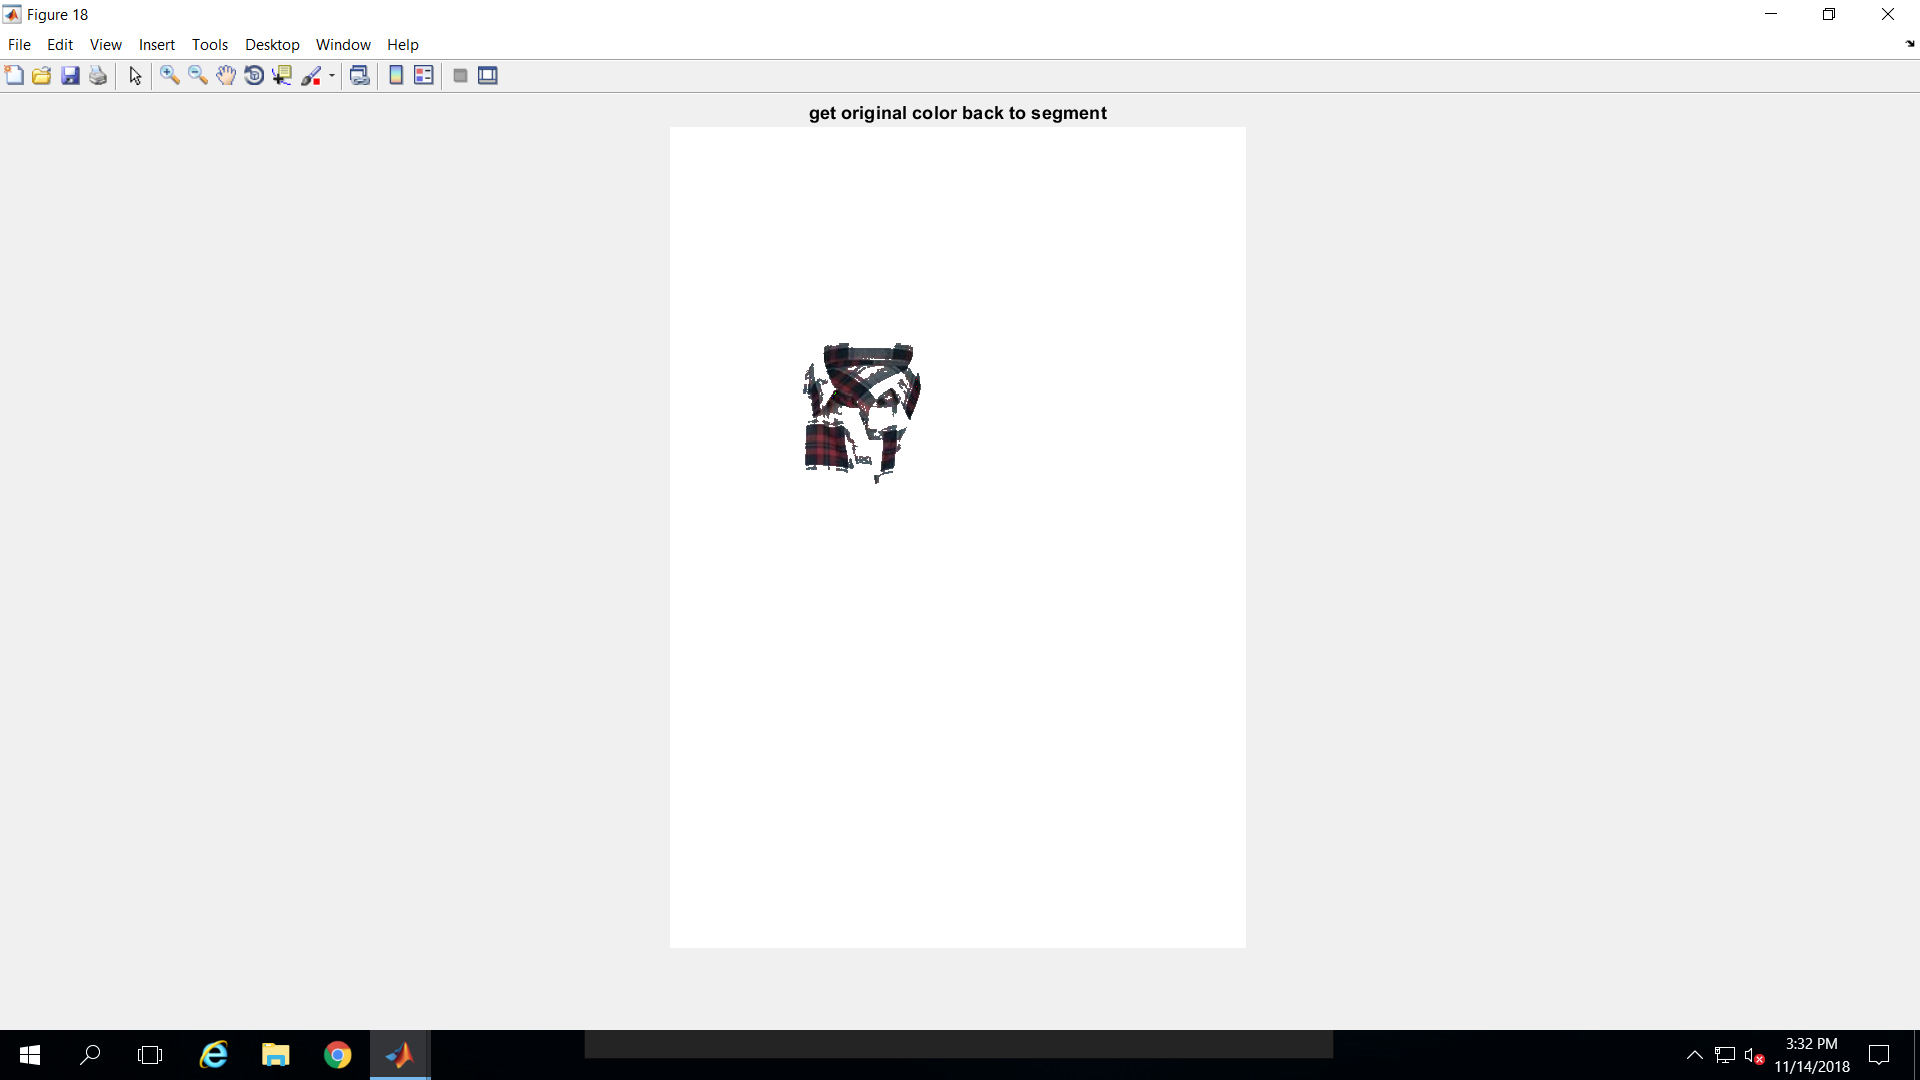 Figure 18
File Edit View Insert Tools Desktop Window Help
get original color back to segment
3:32 PM
11/14/2018